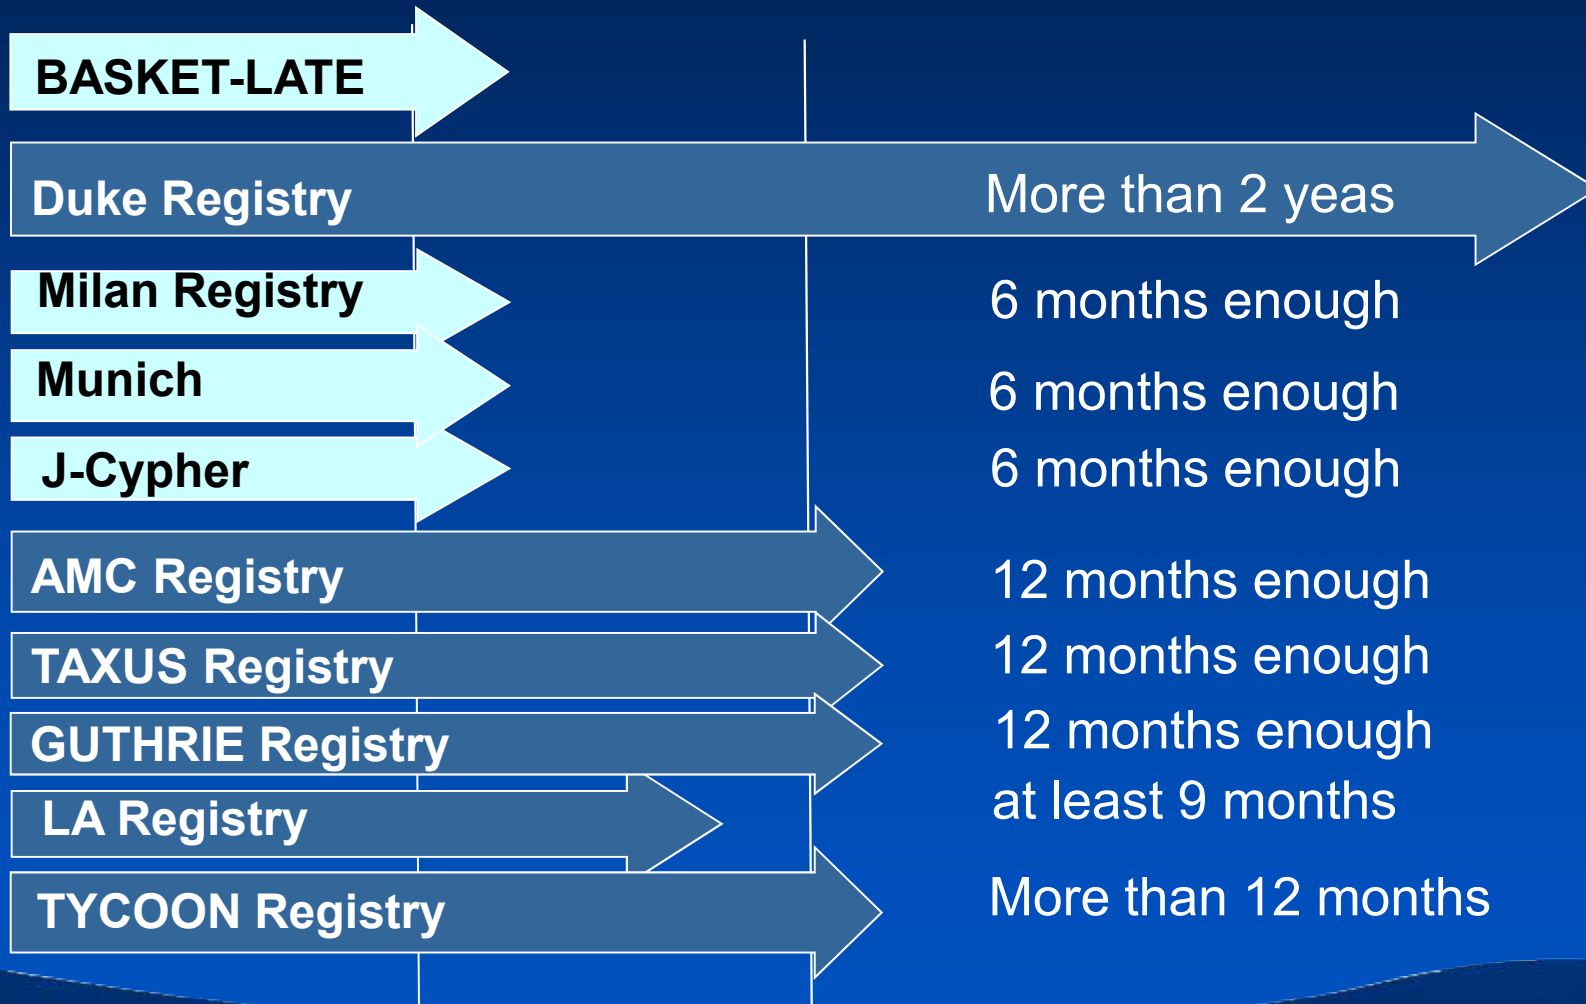 BASKET-LATE
Duke Registry More than 2 yeas
Milan Registry 6 months enough
Munich 6 months enough
J-Cypher 6 months enough
AMC Registry 12 months enough
TAXUS Registry 12 months enough
GUTHRIE Registry 12 months enough
LA Registry at least 9 months
TYCOON Registry More than 12 months